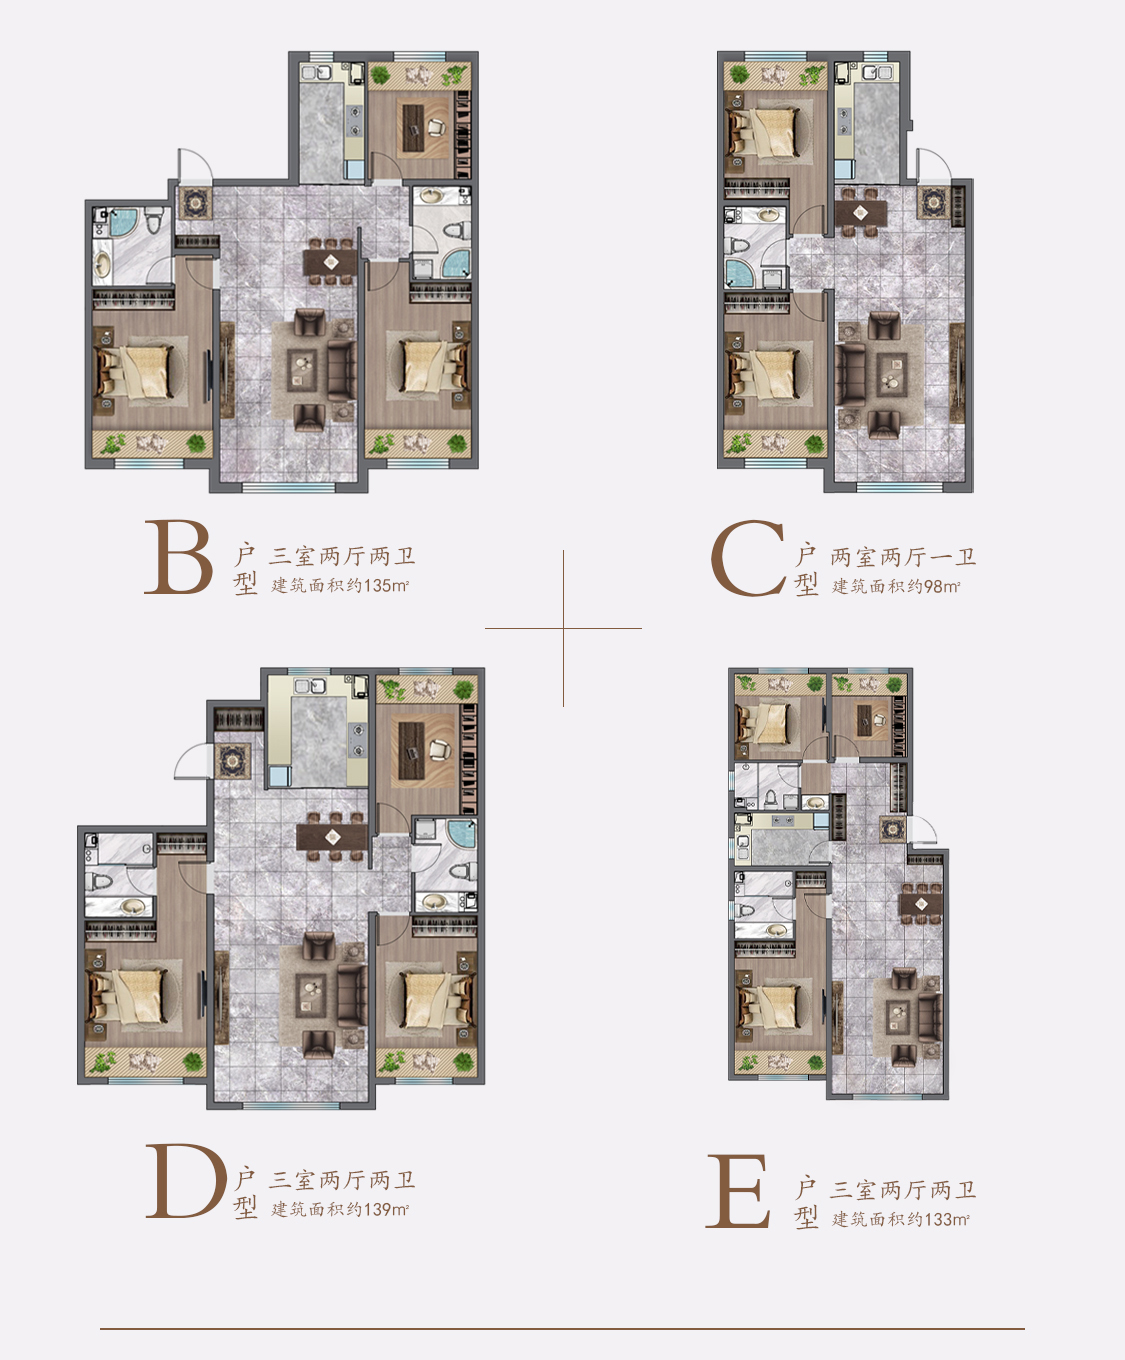 B 户型 三室两厅两卫
建筑面积约135㎡
C 户型 两室两厅一卫
建筑面积约98㎡
D 户型 三室两厅两卫
建筑面积约139㎡
E 户型 三室两厅两卫
建筑面积约133㎡